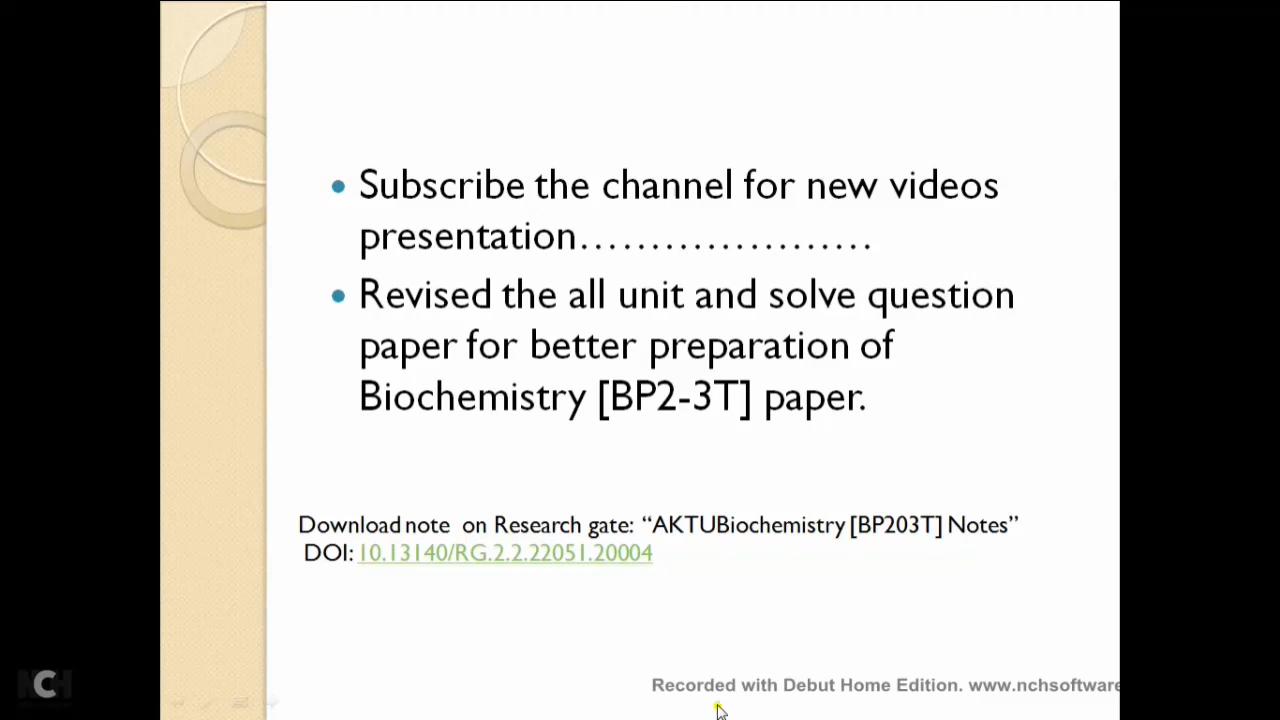 Subscribe the channel for new videos
presentation.....................
Revised the all unit and solve question
paper for better preparation of
Biochemistry [BP2-3T] paper.
Download note on Research gate: “AKTUBiochemistry [BP203T] Notes”
DOI: 10.13140/RG.2.2.22051.20004
Recorded with Debut Home Edition. www.nchsoftware
NCH